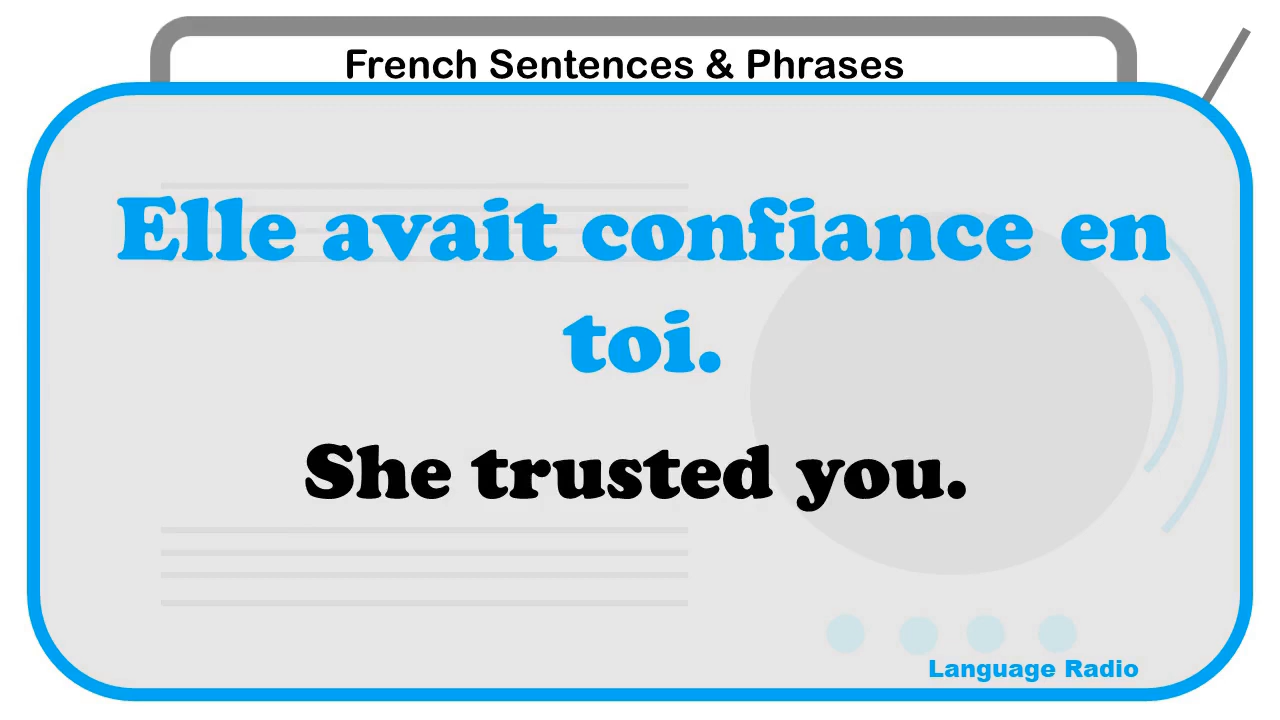 French Sentences & Phrases
Elle avait confiance en
toi.
She trusted you.
Language Radio